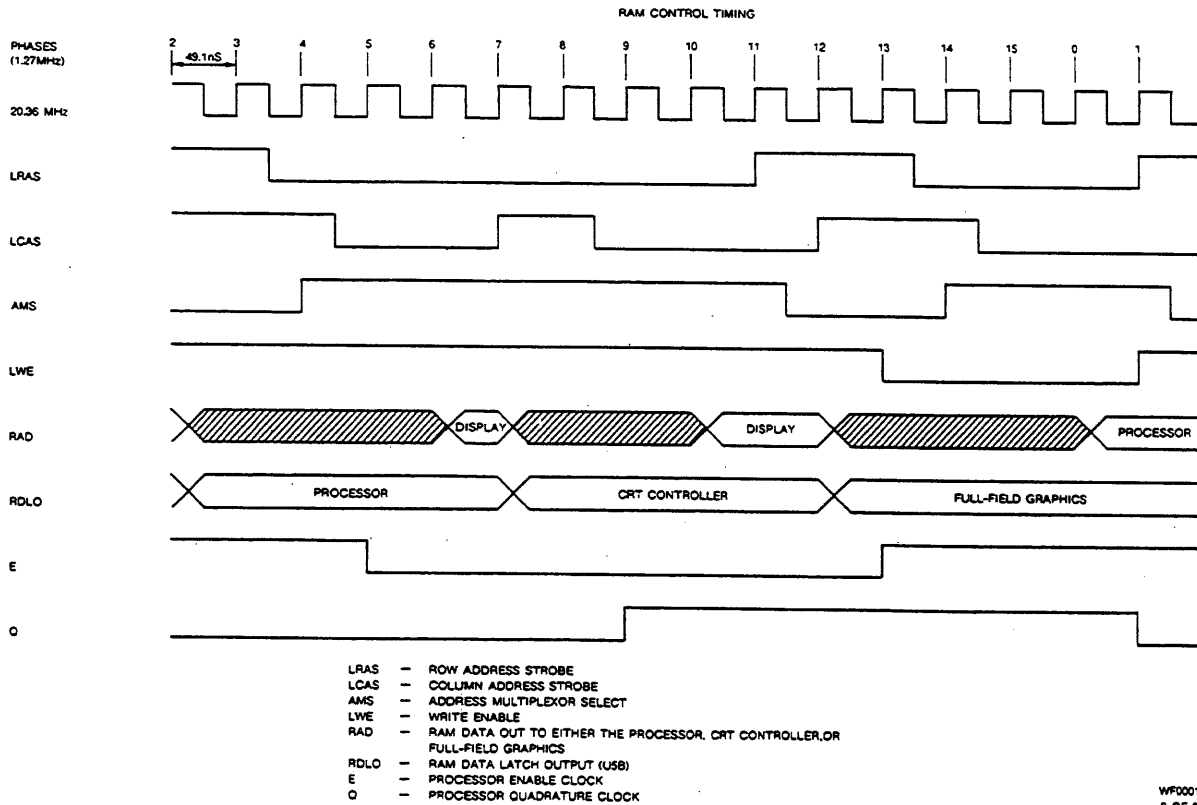 RAM CONTROL TIMING
PHASES 2 3 4 5 6 7 8 9 10 11 12 13 14 15 0 1
(1.27MHz) 49.1nS
20.36 MHz
LRAS
LCAS
AMS
LWE
RAD DISPLAY DISPLAY PROCESSOR
RDLO PROCESSOR CRT CONTROLLER FULL-FIELD GRAPHICS
E
Q
LRAS — ROW ADDRESS STROBE
LCAS — COLUMN ADDRESS STROBE
AMS — ADDRESS MULTIPLEXOR SELECT
LWE — WRITE ENABLE
RAD — RAM DATA OUT TO EITHER THE PROCESSOR, CRT CONTROLLER,OR
FULL-FIELD GRAPHICS
RDLO — RAM DATA LATCH OUTPUT (U58)
E — PROCESSOR ENABLE CLOCK
Q — PROCESSOR QUADRATURE CLOCK
WF0001